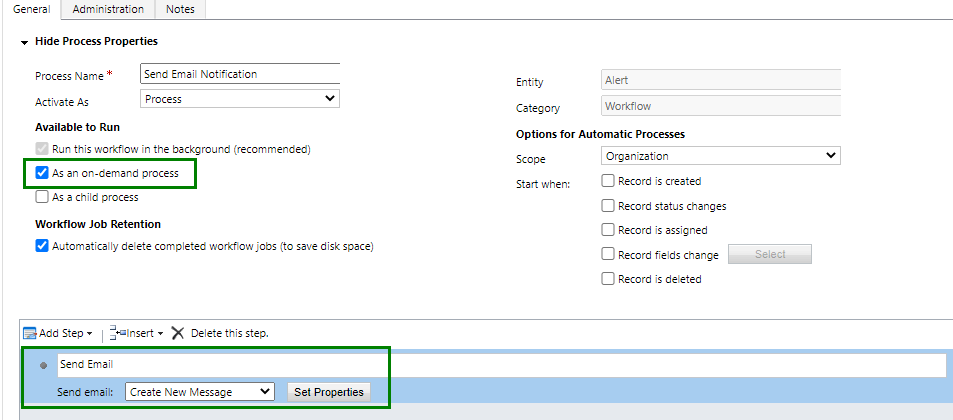 General Administration Notes
Hide Process Properties
Process Name * Send Email Notification
Activate As Process
Available to Run
Run this workflow in the background (recommended)
As an on-demand process
As a child process
Workflow Job Retention
Automatically delete completed workflow jobs (to save disk space)
Entity Alert
Category Workflow
Options for Automatic Processes
Scope Organization
Start when: Record is created
Record status changes
Record is assigned
Record fields change Select
Record is deleted
Add Step Insert Delete this step.
Send Email
Send email: Create New Message Set Properties